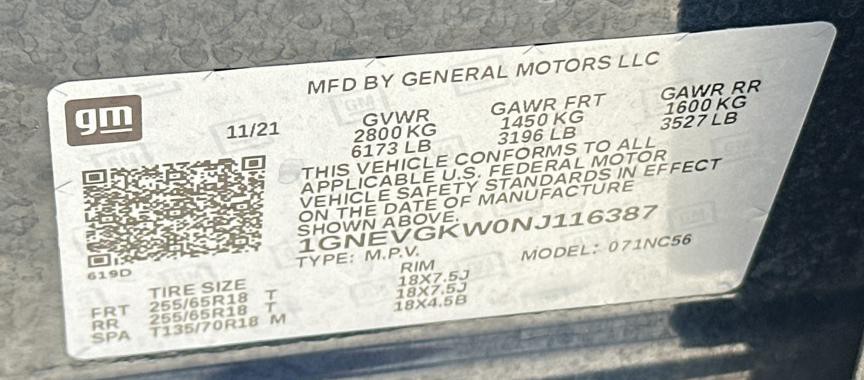 MFD BY GENERAL MOTORS LLC
gm
11/21
GVWR GAWR FRT GAWR RR
2800 KG 1450 KG 1600 KG
6173 LB 3196 LB 3527 LB
THIS VEHICLE CONFORMS TO ALL
APPLICABLE U.S. FEDERAL MOTOR
VEHICLE SAFETY STANDARDS IN EFFECT
ON THE DATE OF MANUFACTURE
SHOWN ABOVE.
1GNEVGKW0NJ116387
TYPE: M.P.V. MODEL: 071NC56
619D
TIRE SIZE RIM
FRT 255/65R18 T 18X7.5J
RR 255/65R18 T 18X7.5J
SPA T135/70R18 M 18X4.5B